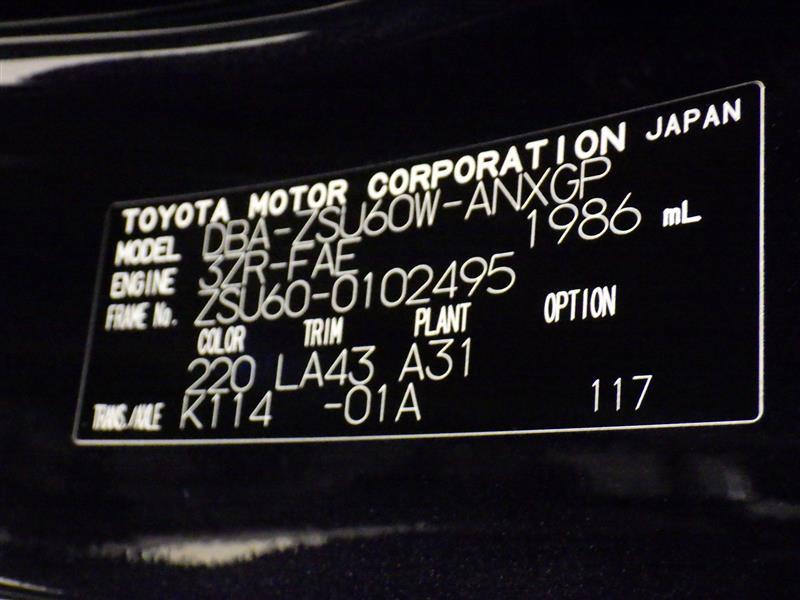 TOYOTA MOTOR CORPORATION JAPAN
MODEL DBA-ZSU60W-ANXGP
ENGINE 3ZR-FAE 1986 mL
FRAME No. ZSU60-0102495
COLOR TRIM PLANT OPTION
220 LA43 A31
TRANS./AXLE K114 -01A 117